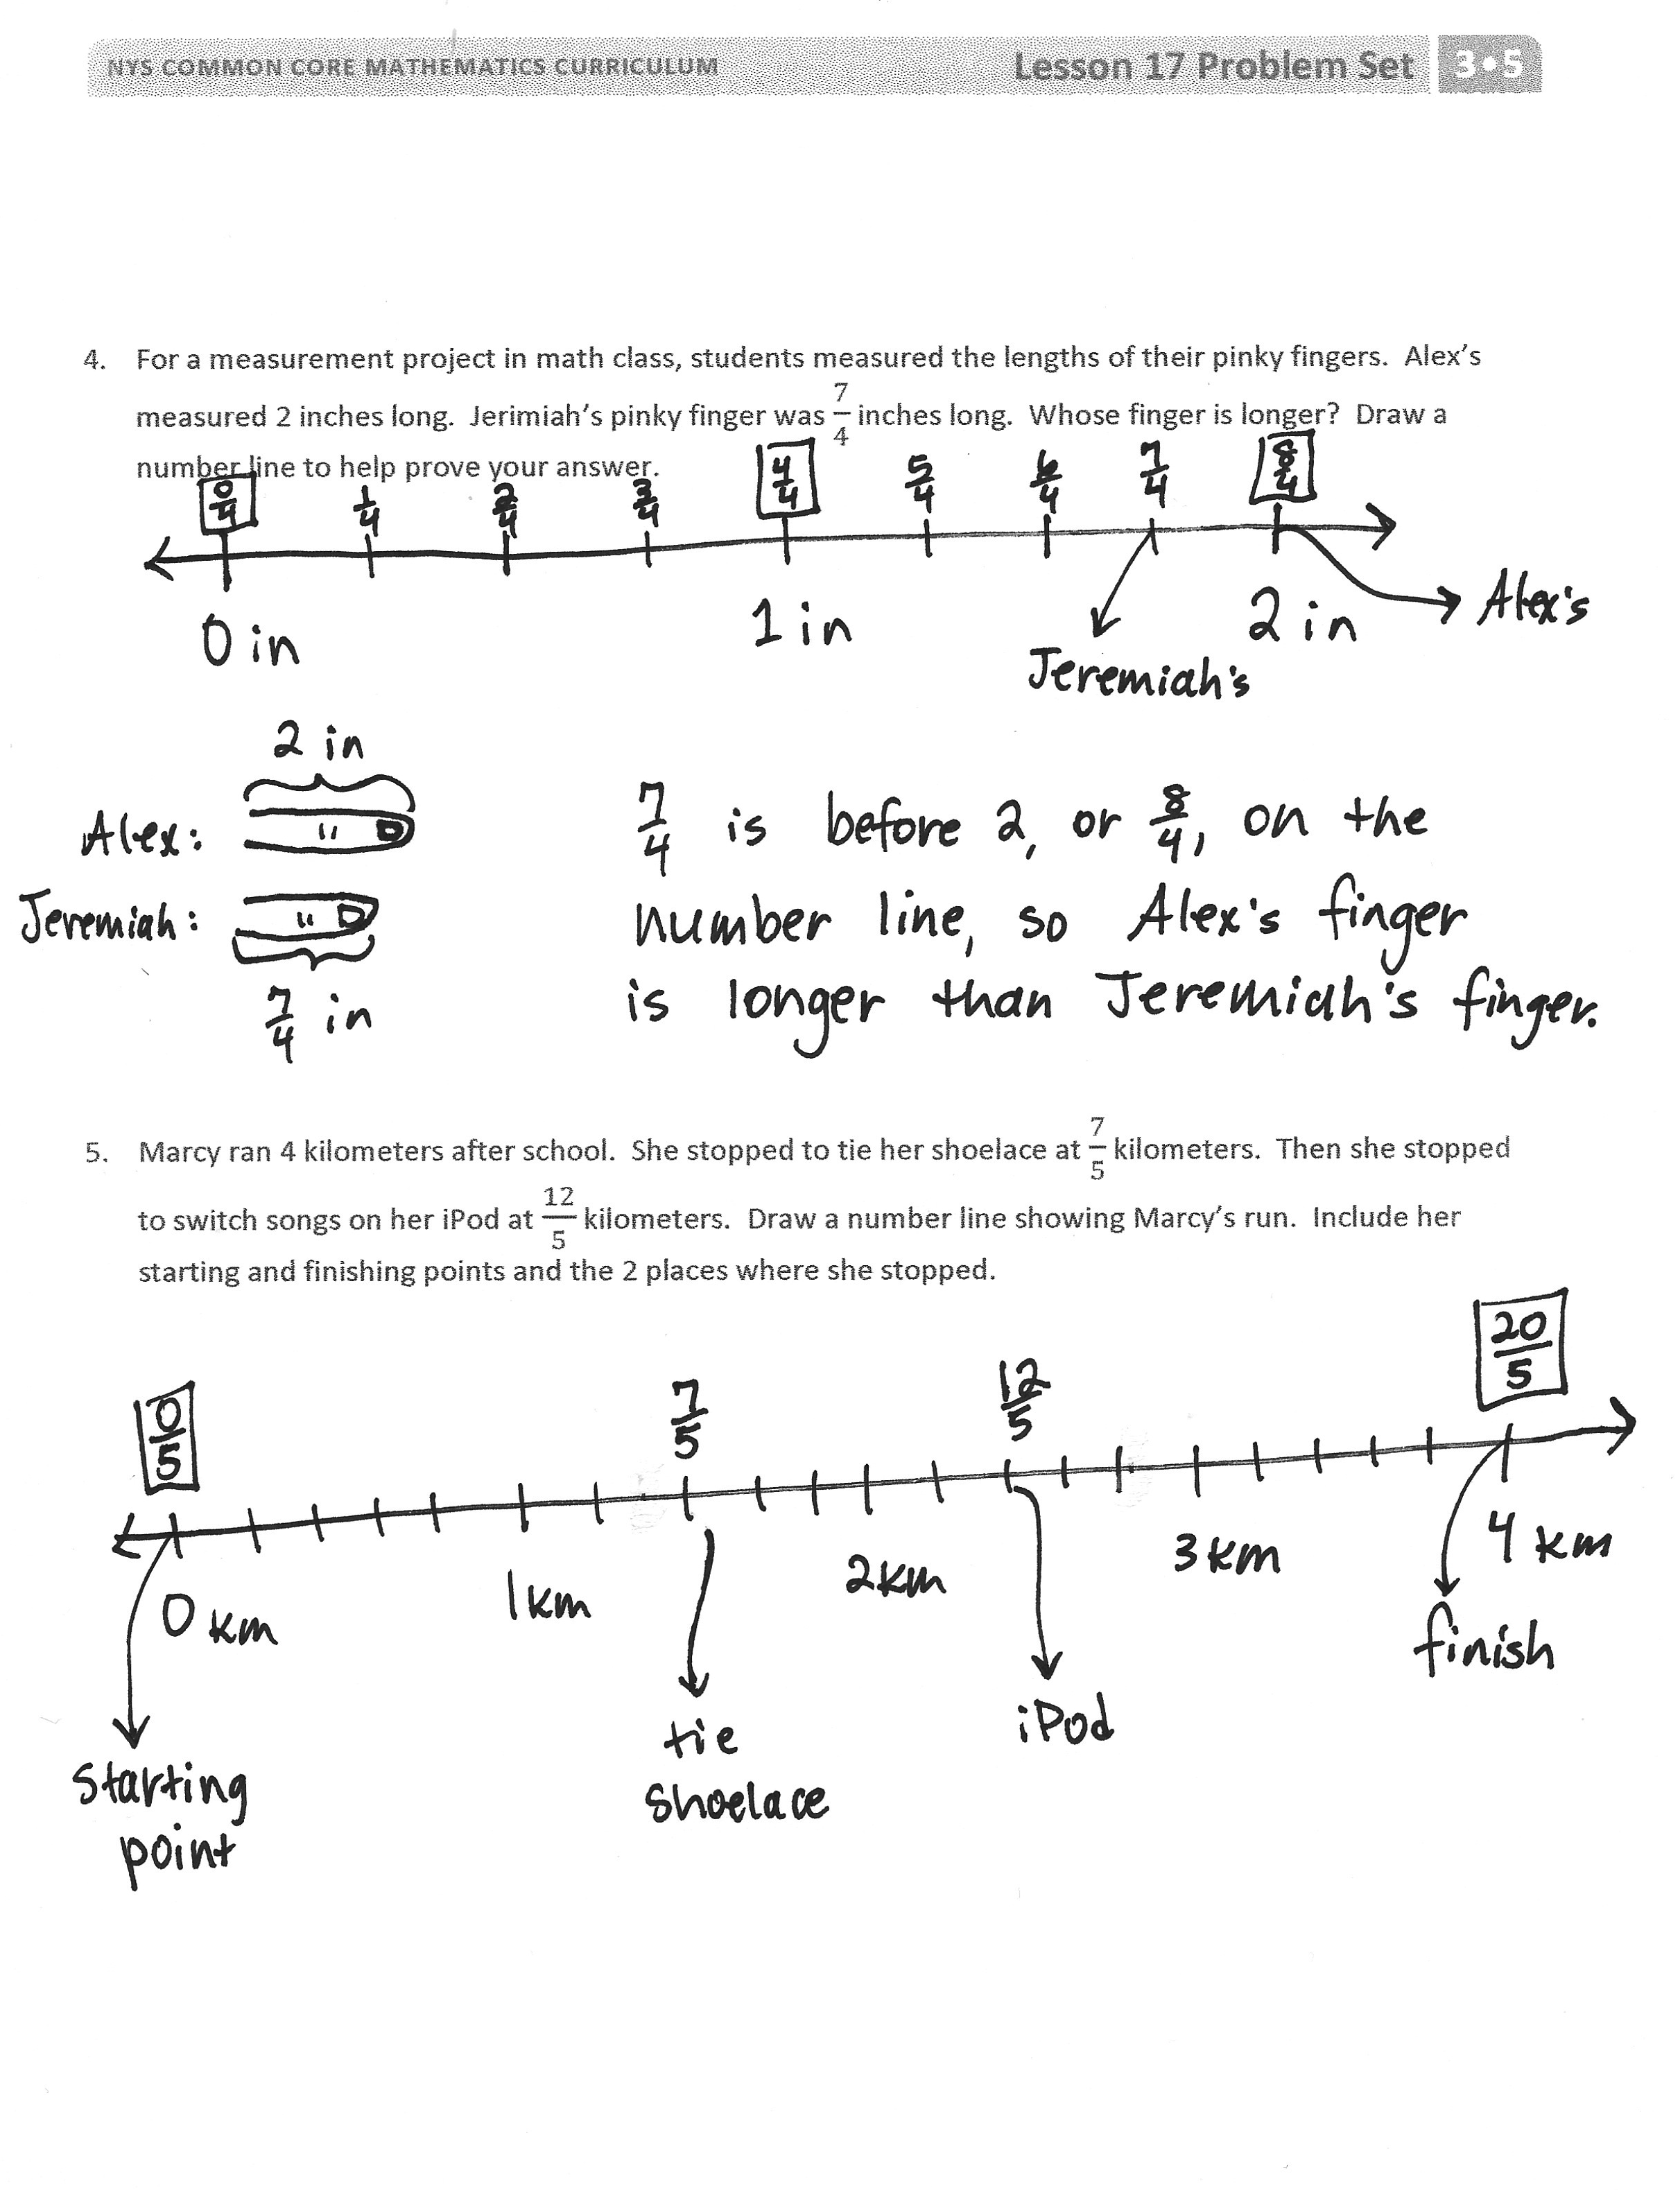 NYS COMMON CORE MATHEMATICS CURRICULUM Lesson 17 Problem Set 3•5
4. For a measurement project in math class, students measured the lengths of their pinky fingers. Alex's
measured 2 inches long. Jerimiah's pinky finger was 7/4 inches long. Whose finger is longer? Draw a
number line to help prove your answer.
0/4 1/4 2/4 3/4 4/4 5/4 6/4 7/4 8/4
0 in 1 in 2 in Alex's
Jeremiah's
2 in
Alex:
Jeremiah:
7/4 in
7/4 is before 2, or 8/4, on the
number line, so Alex's finger
is longer than Jeremiah's finger.
5. Marcy ran 4 kilometers after school. She stopped to tie her shoelace at 7/5 kilometers. Then she stopped
to switch songs on her iPod at 12/5 kilometers. Draw a number line showing Marcy's run. Include her
starting and finishing points and the 2 places where she stopped.
0/5 7/5 12/5 20/5
0 km 1 km 2 km 3 km 4 km
starting
point
tie
shoelace
iPod
finish